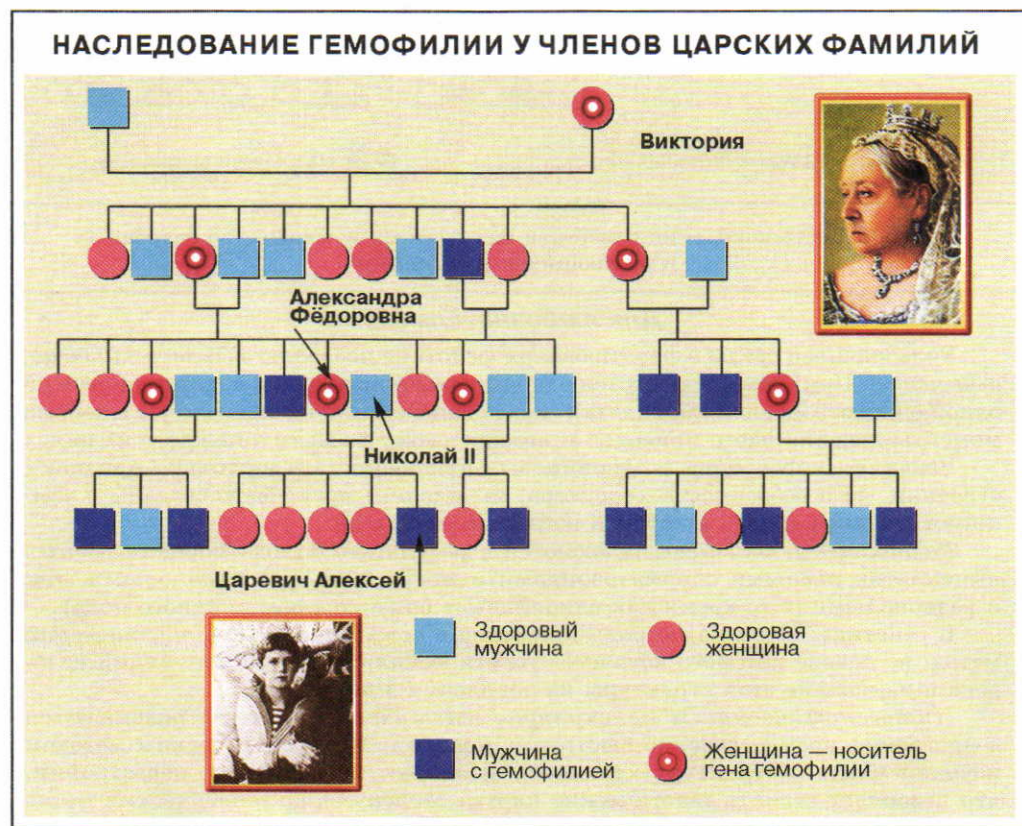 НАСЛЕДОВАНИЕ ГЕМОФИЛИИ У ЧЛЕНОВ ЦАРСКИХ ФАМИЛИЙ
Виктория
Александра
Фёдоровна
Николай II
Царевич Алексей
Здоровый
мужчина
Здоровая
женщина
Мужчина
с гемофилией
Женщина — носитель
гена гемофилии